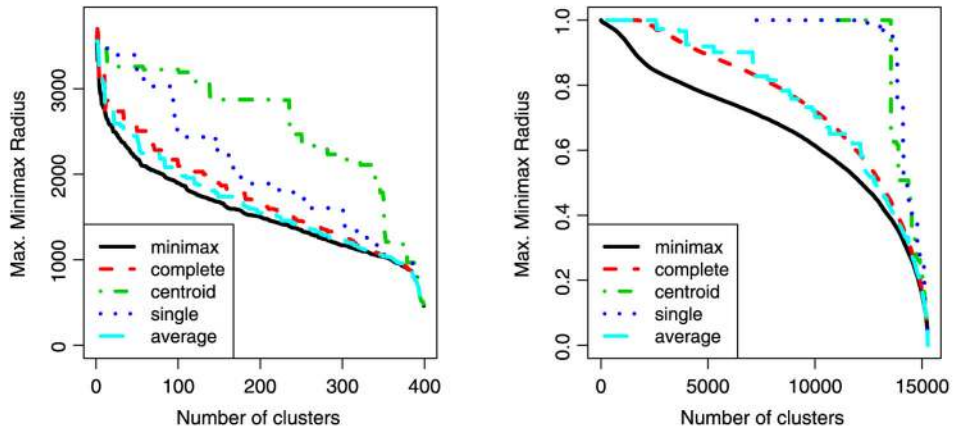 Max. Minimax Radius
3000
2000
1000
0
minimax
complete
centroid
single
average
0 100 200 300 400
Number of clusters
Max. Minimax Radius
1.0
0.8
0.6
0.4
0.2
0.0
minimax
complete
centroid
single
average
0 5000 10000 15000
Number of clusters